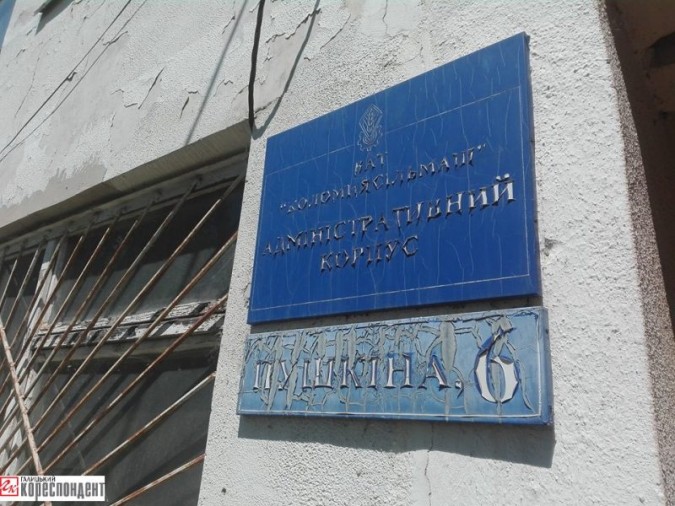 ВАТ
"КОЛОМИЯСІЛЬМАШ"
АДМІНІСТРАТИВНИЙ
КОРПУС
ПУШКІНА, 6
ГАЛИЦЬКИЙ
КОРЕСПОНДЕНТ